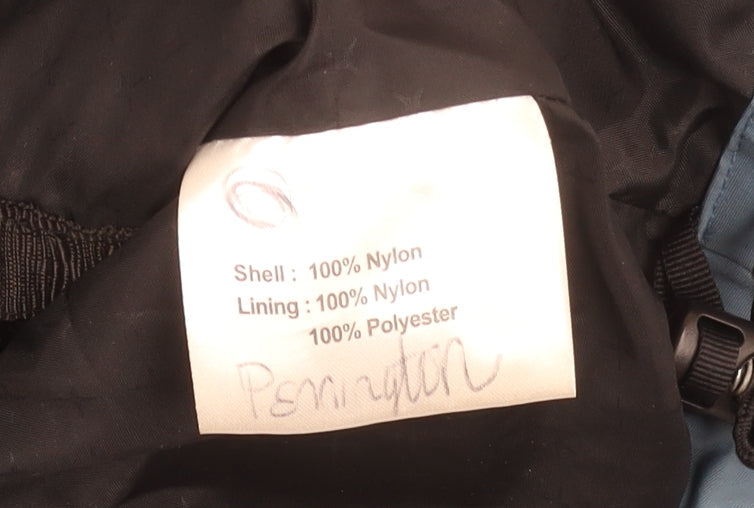 Shell : 100% Nylon
Lining : 100% Nylon
100% Polyester
Pennington